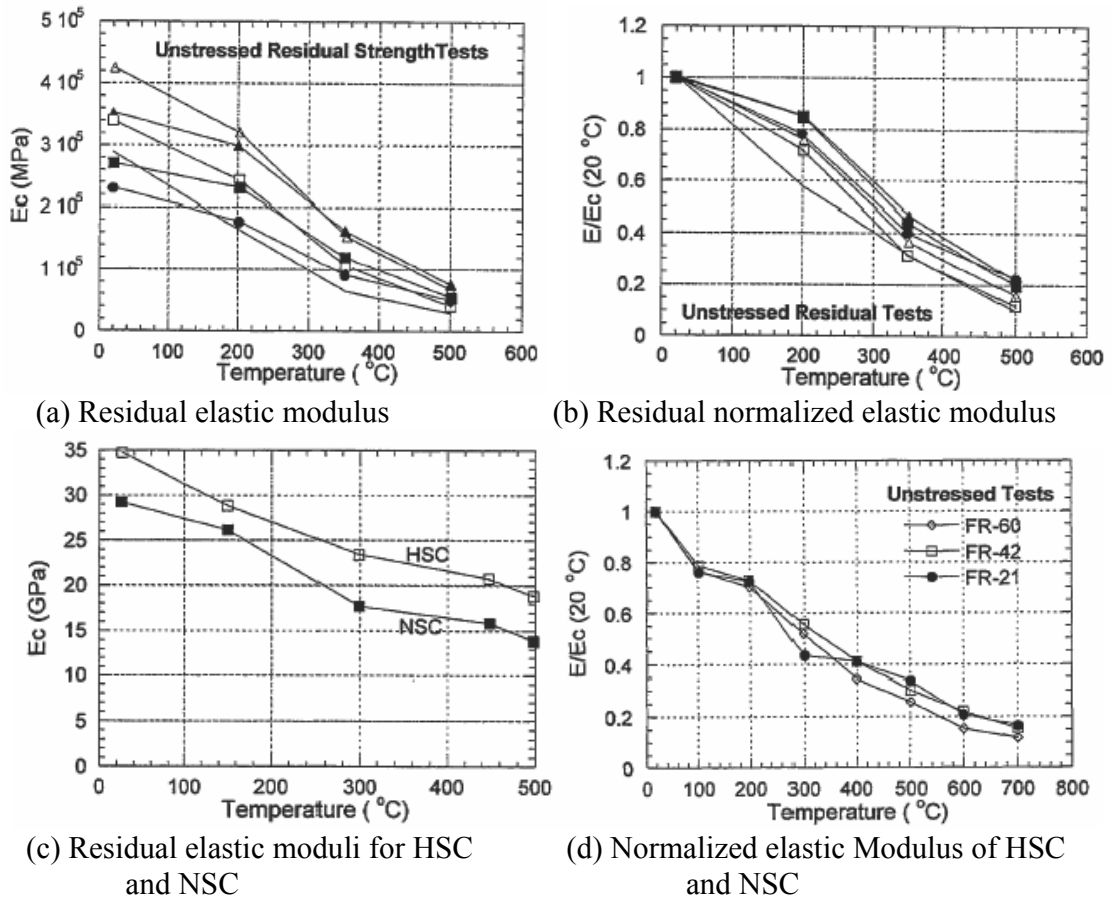 5 10⁵
4 10⁵
3 10⁵
2 10⁵
1 10⁵
0
Ec (MPa)
Unstressed Residual StrengthTests
0 100 200 300 400 500 600
Temperature ( °C)
(a) Residual elastic modulus
1.2
1
0.8
0.6
0.4
0.2
0
E/Ec (20 °C)
Unstressed Residual Tests
0 100 200 300 400 500 600
Temperature ( °C)
(b) Residual normalized elastic modulus
35
30
25
20
15
10
5
0
Ec (GPa)
HSC
NSC
0 100 200 300 400 500
Temperature ( °C)
(c) Residual elastic moduli for HSC
and NSC
1.2
1
0.8
0.6
0.4
0.2
0
E/Ec (20 °C)
Unstressed Tests
FR-60
FR-42
FR-21
0 100 200 300 400 500 600 700 800
Temperature ( °C)
(d) Normalized elastic Modulus of HSC
and NSC